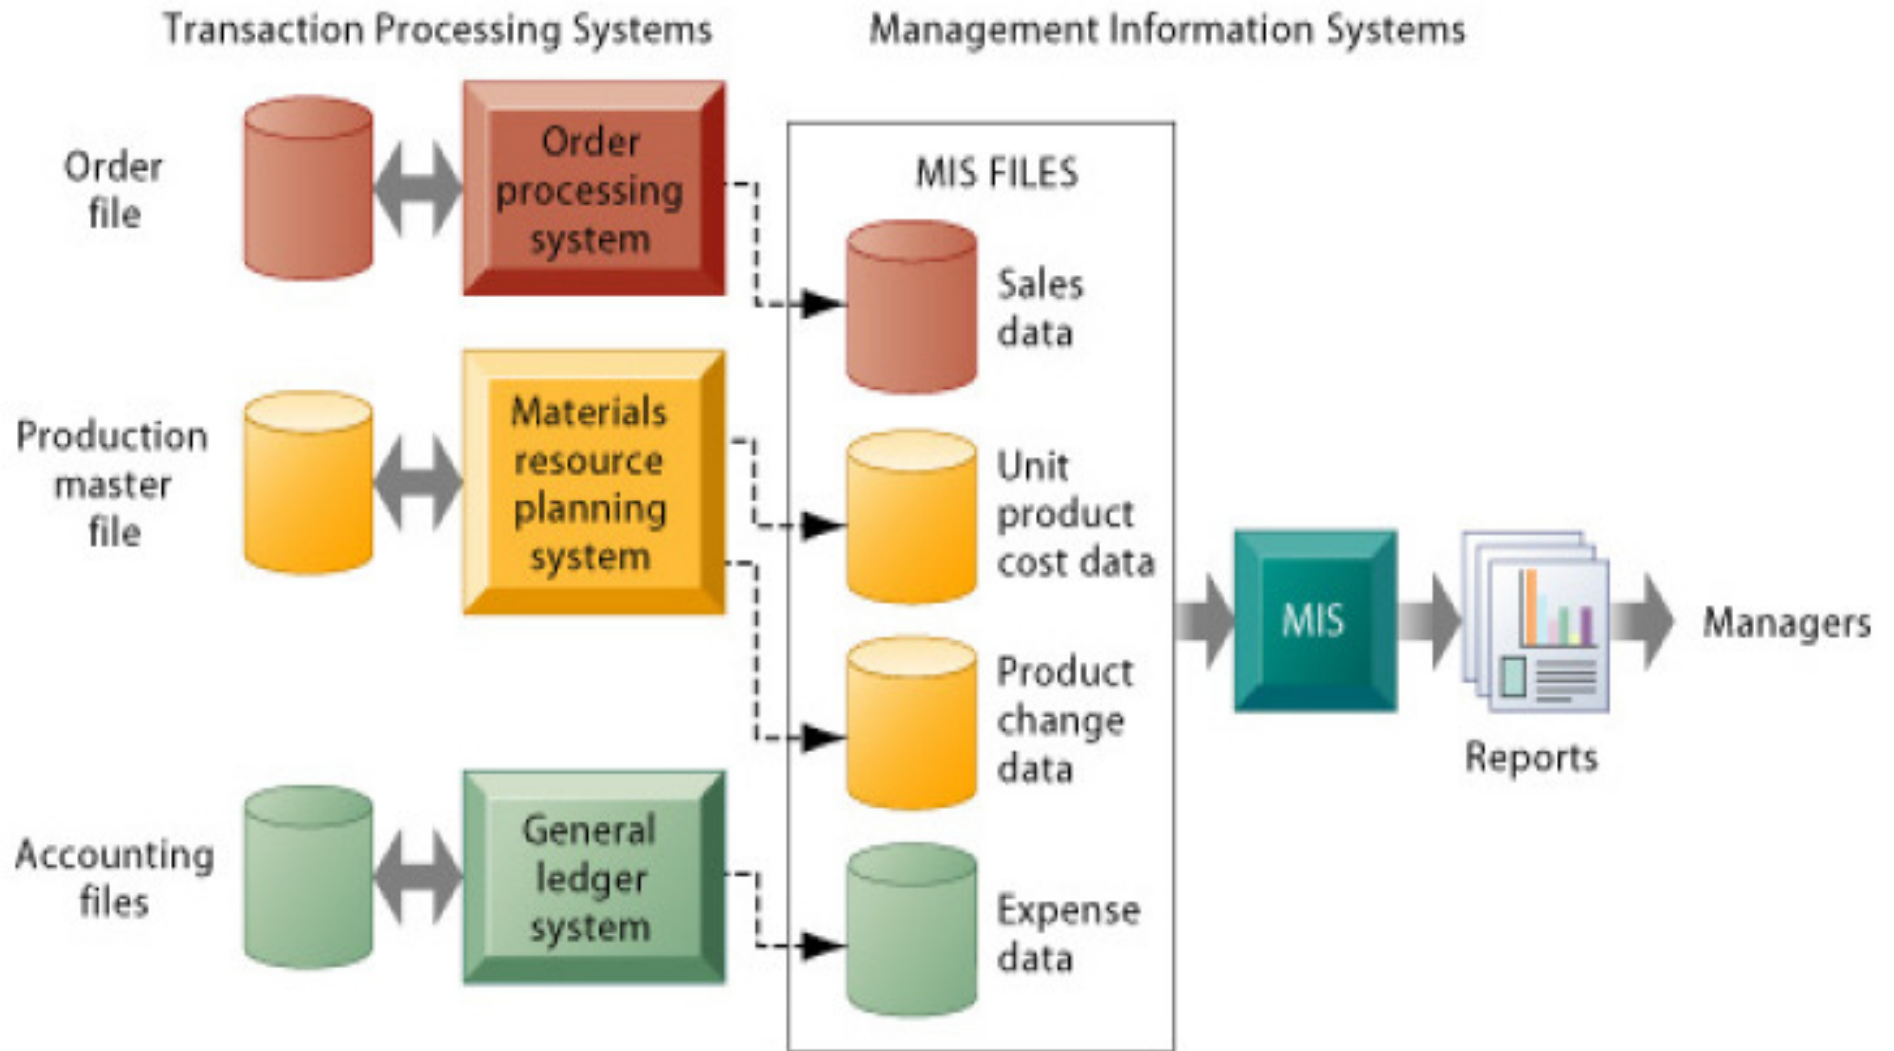 Transaction Processing Systems
Management Information Systems
Order
file
Order
processing
system
MIS FILES
Sales
data
Production
master
file
Materials
resource
planning
system
Unit
product
cost data
Product
change
data
MIS
Reports
Managers
Accounting
files
General
ledger
system
Expense
data